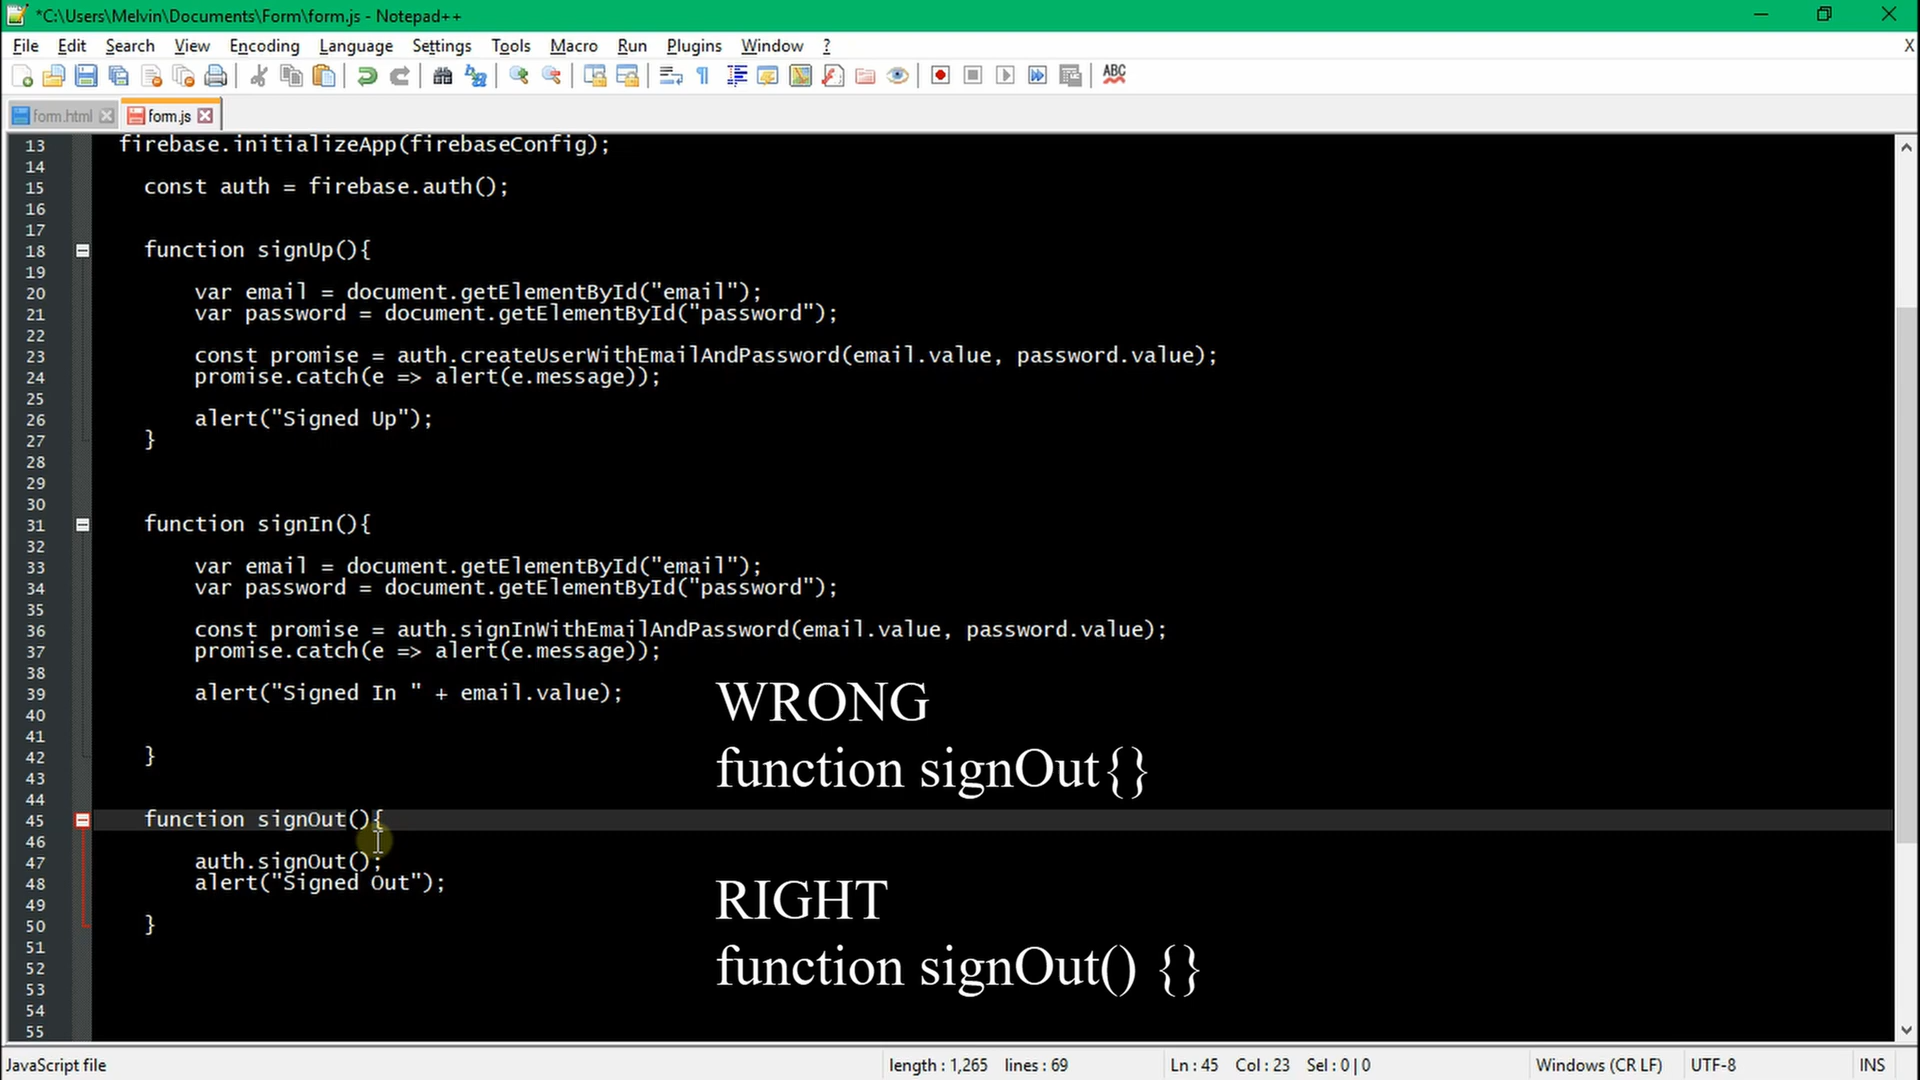 *C:\Users\Melvin\Documents\Form\form.js - Notepad++
File Edit Search View Encoding Language Settings Tools Macro Run Plugins Window ? X
ABC
form.html form.js
13 firebase.initializeApp(firebaseConfig);
14
15 const auth = firebase.auth();
16
17
18 function signUp(){
19
20 var email = document.getElementById("email");
21 var password = document.getElementById("password");
22
23 const promise = auth.createUserWithEmailAndPassword(email.value, password.value);
24 promise.catch(e => alert(e.message));
25
26 alert("Signed Up");
27 }
28
29
30
31 function signIn(){
32
33 var email = document.getElementById("email");
34 var password = document.getElementById("password");
35
36 const promise = auth.signInWithEmailAndPassword(email.value, password.value);
37 promise.catch(e => alert(e.message));
38
39 alert("Signed In " + email.value);
40
41
42 }
43
44
45 function signOut(){
46
47 auth.signOut();
48 alert("Signed Out");
49
50 }
51
52
53
54
55
WRONG
function signOut{}
RIGHT
function signOut() {}
JavaScript file length : 1,265 lines : 69 Ln : 45 Col : 23 Sel : 0 | 0 Windows (CR LF) UTF-8 INS